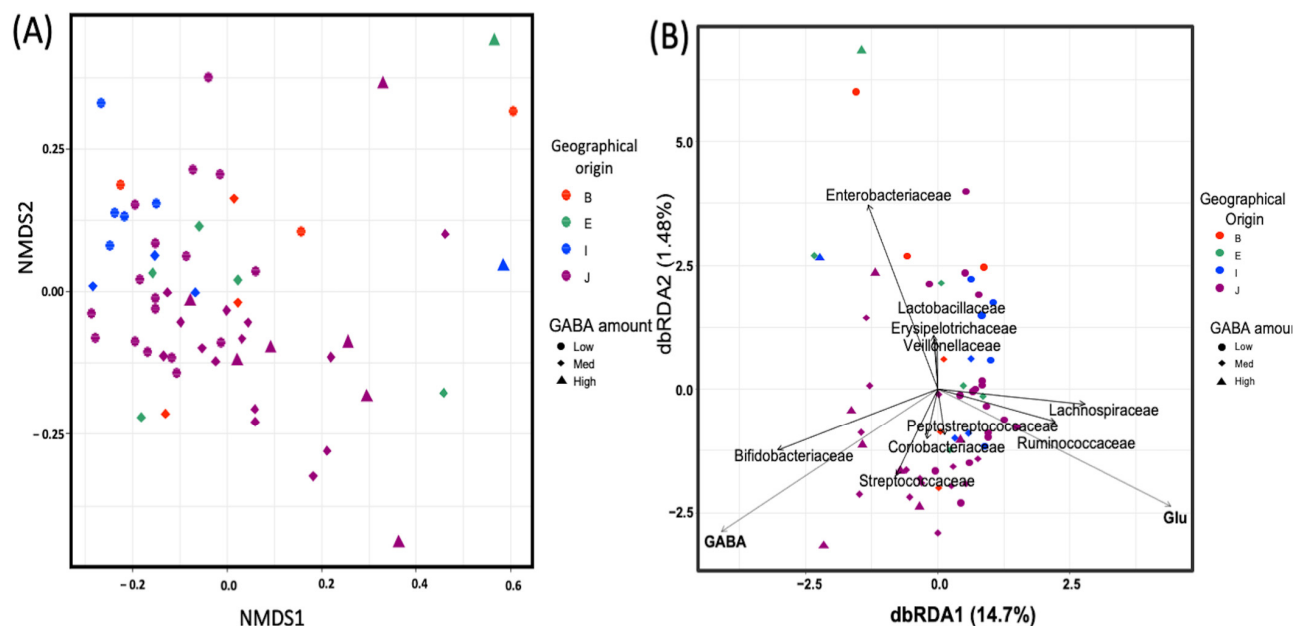 (A)
NMDS2
0.25
0.00
− 0.25
− 0.2
0.0
0.2
0.4
0.6
NMDS1
Geographical
origin
B
E
I
J
GABA amount
Low
Med
High
(B)
dbRDA2 (1.48%)
5.0
2.5
0.0
−2.5
Enterobacteriaceae
Lactobacillaceae
Erysipelotrichaceae
Veillonellaceae
Lachnospiraceae
Peptostreptococcaceae
Ruminococcaceae
Coriobacteriaceae
Bifidobacteriaceae
Streptococcaceae
Glu
GABA
−2.5
0.0
2.5
dbRDA1 (14.7%)
Geographical
Origin
B
E
I
J
GABA amou
Low
Med
High